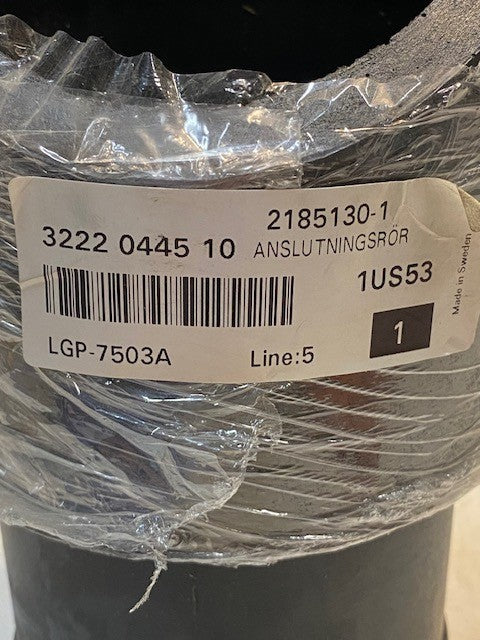 2185130-1
3222 0445 10 ANSLUTNINGSRÖR
1US53
LGP-7503A Line:5 1
Made in Sweden